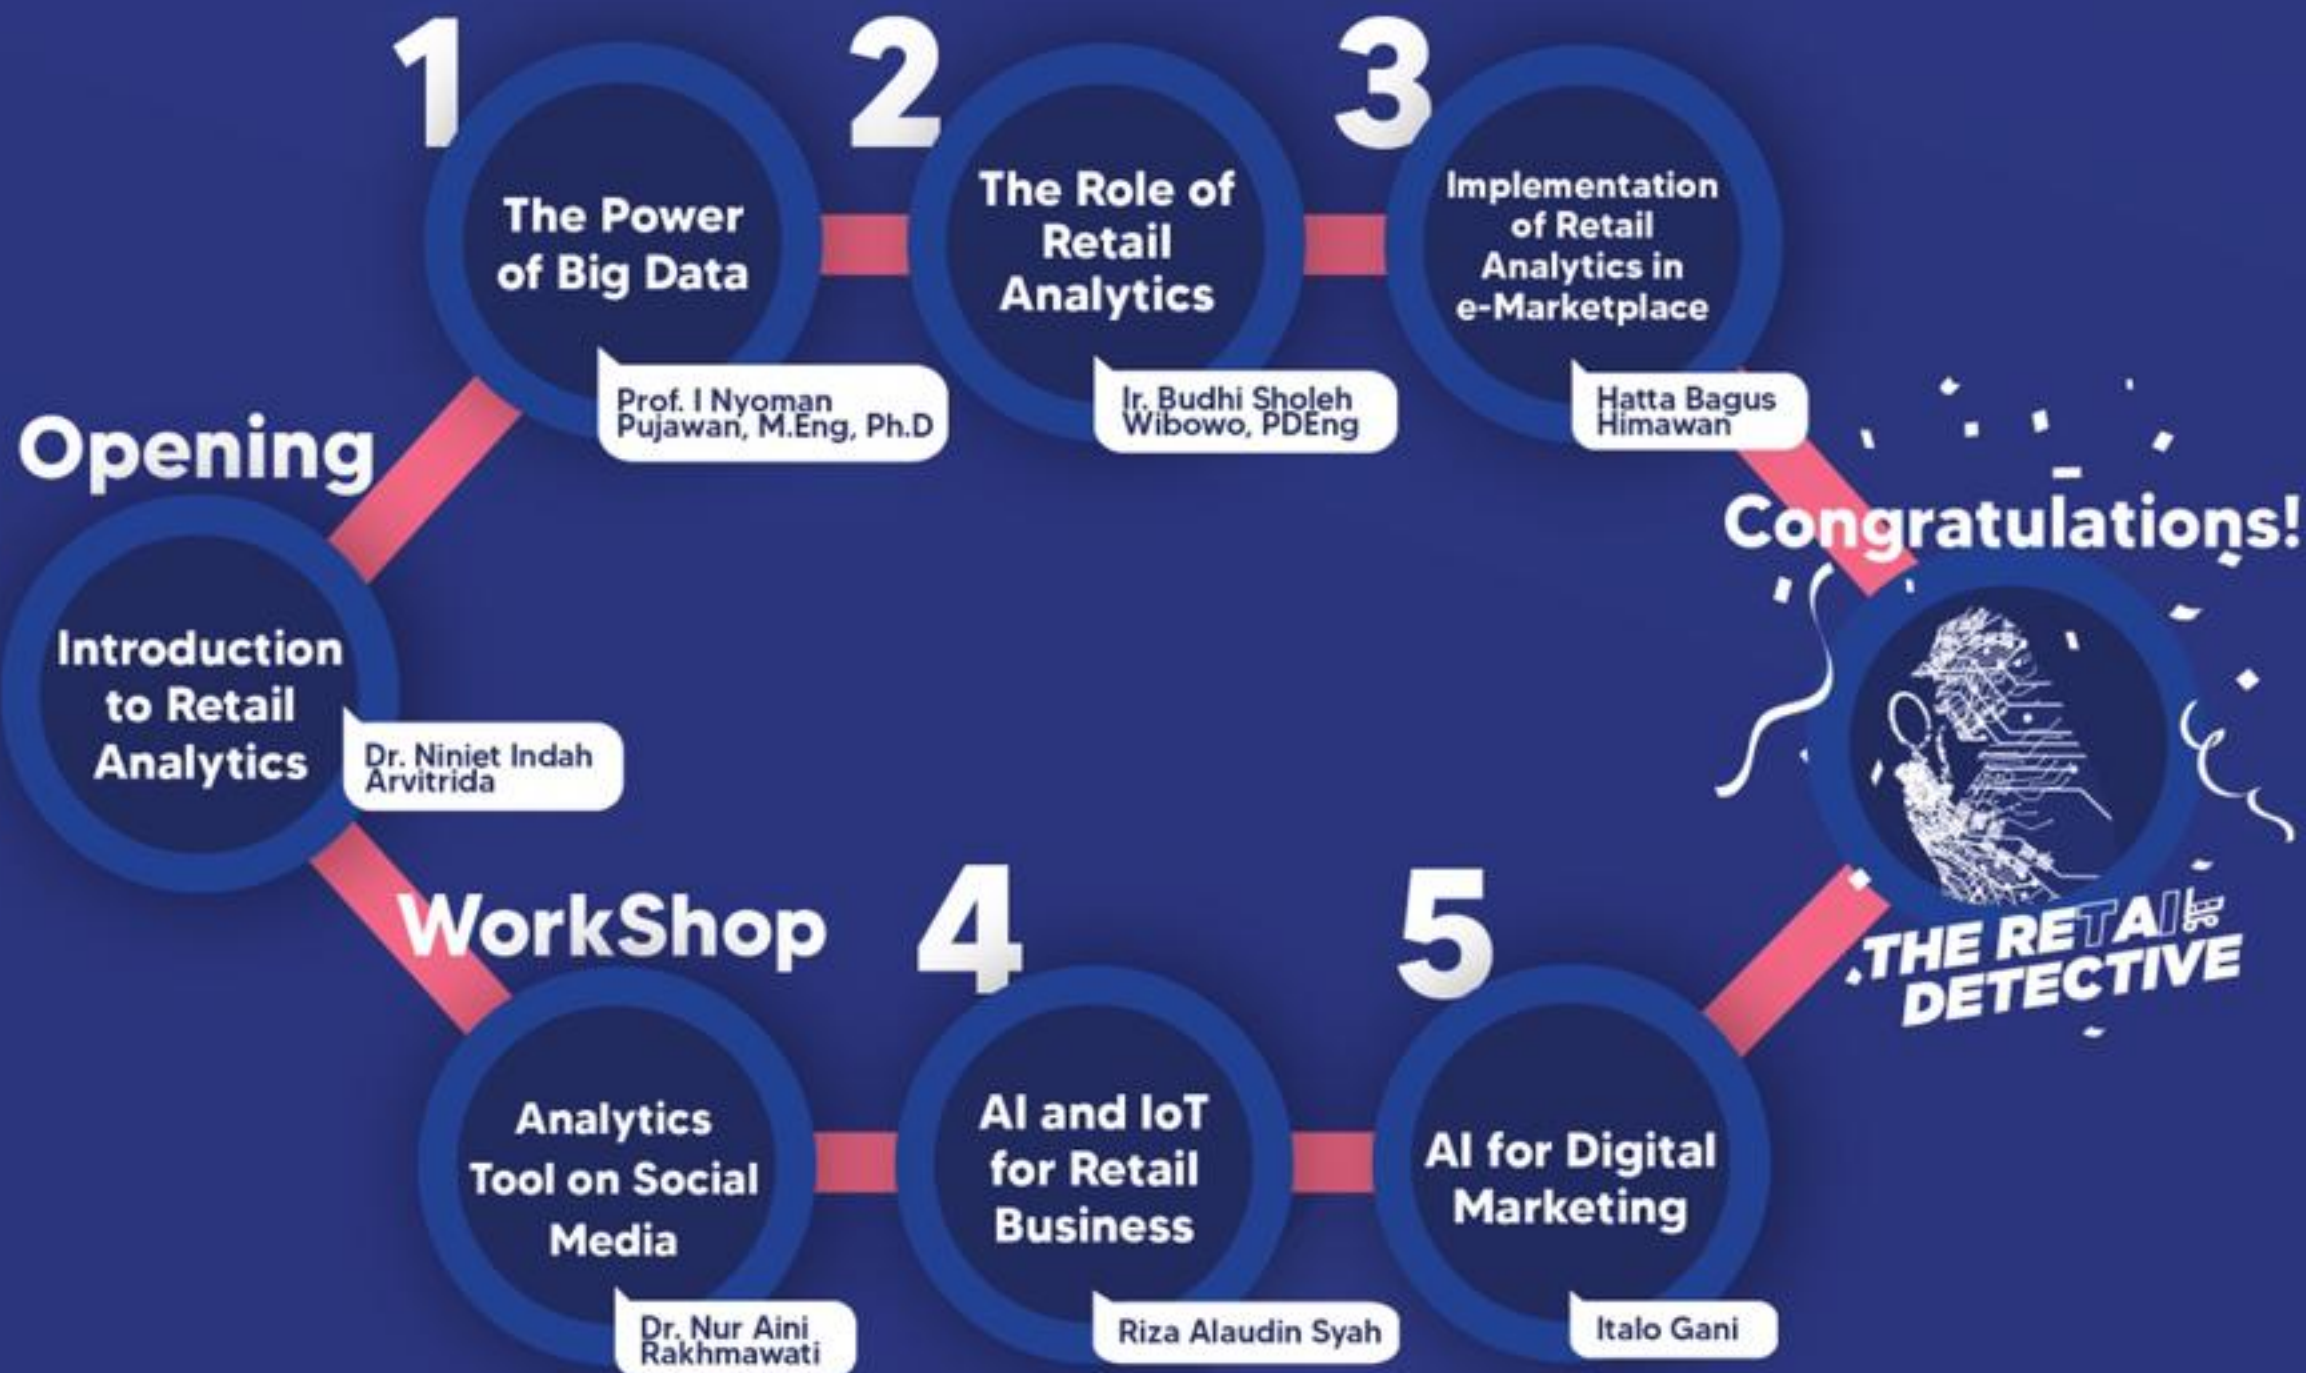 Opening
Introduction
to Retail
Analytics
Dr. Niniet Indah
Arvitrida
1
The Power
of Big Data
Prof. I Nyoman
Pujawan, M.Eng, Ph.D
2
The Role of
Retail
Analytics
Ir. Budhi Sholeh
Wibowo, PDEng
3
Implementation
of Retail
Analytics in
e-Marketplace
Hatta Bagus
Himawan
WorkShop
Analytics
Tool on Social
Media
Dr. Nur Aini
Rakhmawati
4
AI and IoT
for Retail
Business
Riza Alaudin Syah
5
AI for Digital
Marketing
Italo Gani
Congratulations!
THE RETAIL
DETECTIVE